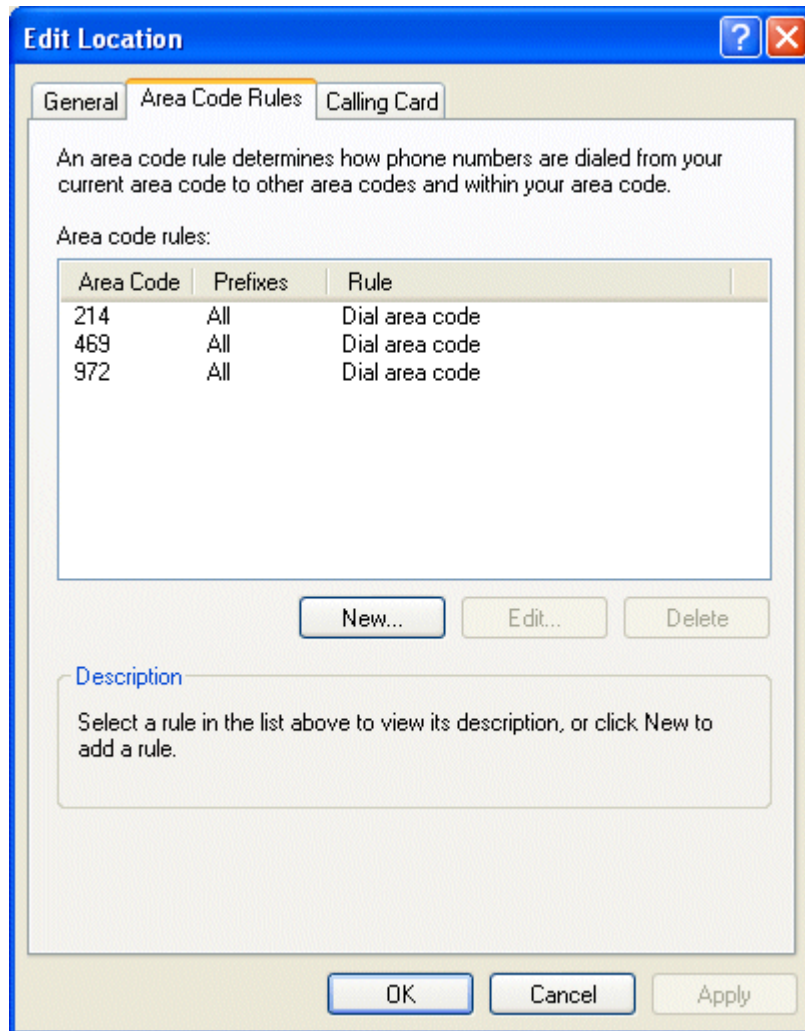 Edit Location
General Area Code Rules Calling Card
An area code rule determines how phone numbers are dialed from your
current area code to other area codes and within your area code.
Area code rules:
Area Code Prefixes Rule
214 All Dial area code
469 All Dial area code
972 All Dial area code
New... Edit... Delete
Description
Select a rule in the list above to view its description, or click New to
add a rule.
OK Cancel Apply